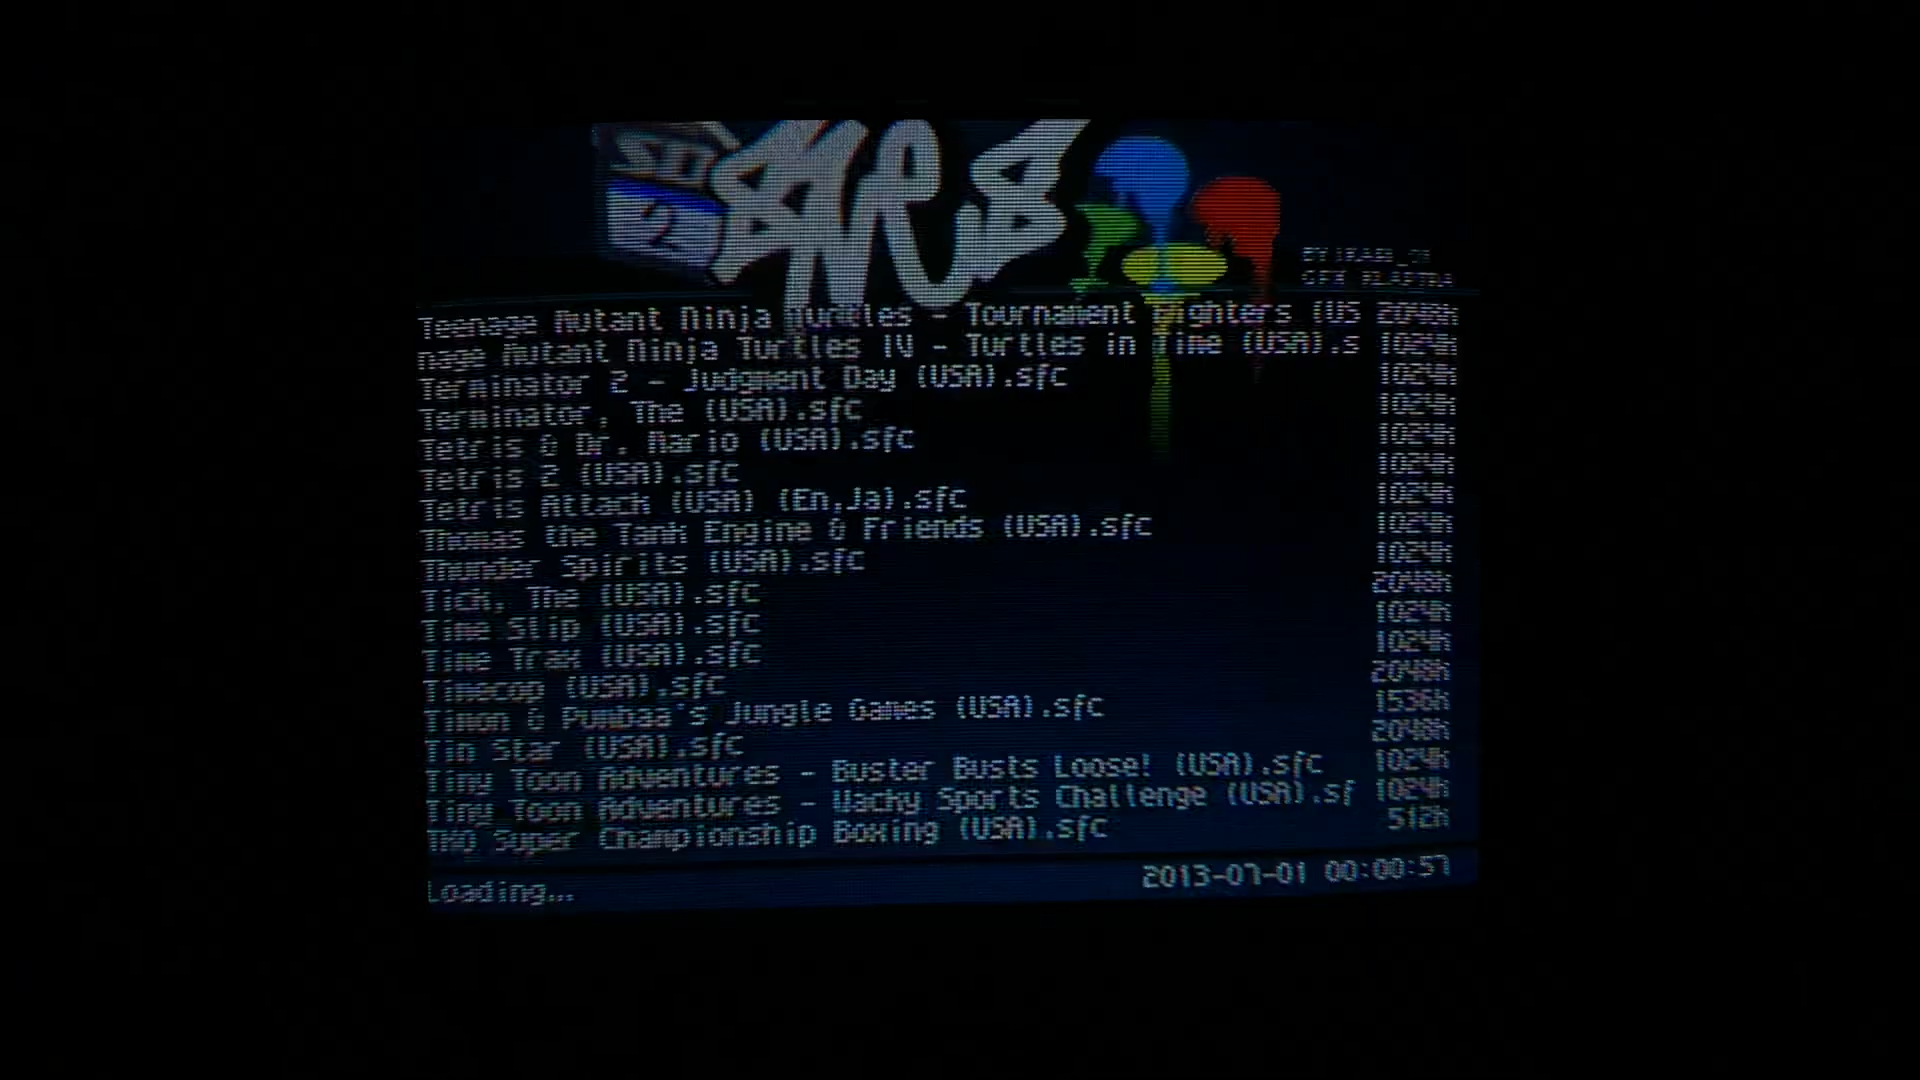 SD
2
SNES
BY IKARI_01
Teenage Mutant Ninja Turtles - Tournament Fighters (US 2048k
nage Mutant Ninja Turtles IV - Turtles in Time (USA).s 1024k
Terminator 2 - Judgment Day (USA).sfc 1024k
Terminator, The (USA).sfc 1024k
Tetris & Dr. Mario (USA).sfc 1024k
Tetris 2 (USA).sfc 1024k
Tetris Attack (USA) (En,Ja).sfc 1024k
Thomas the Tank Engine & Friends (USA).sfc 1024k
Thunder Spirits (USA).sfc 1024k
Tick, The (USA).sfc 2048k
Time Slip (USA).sfc 1024k
Time Trax (USA).sfc 1024k
Timecop (USA).sfc 2048k
Timon & Pumbaa's Jungle Games (USA).sfc 1536k
Tin Star (USA).sfc 2048k
Tiny Toon Adventures - Buster Busts Loose! (USA).sfc 1024k
Tiny Toon Adventures - Wacky Sports Challenge (USA).sf 1024k
TKO Super Championship Boxing (USA).sfc 512k
Loading... 2013-07-01 00:00:57